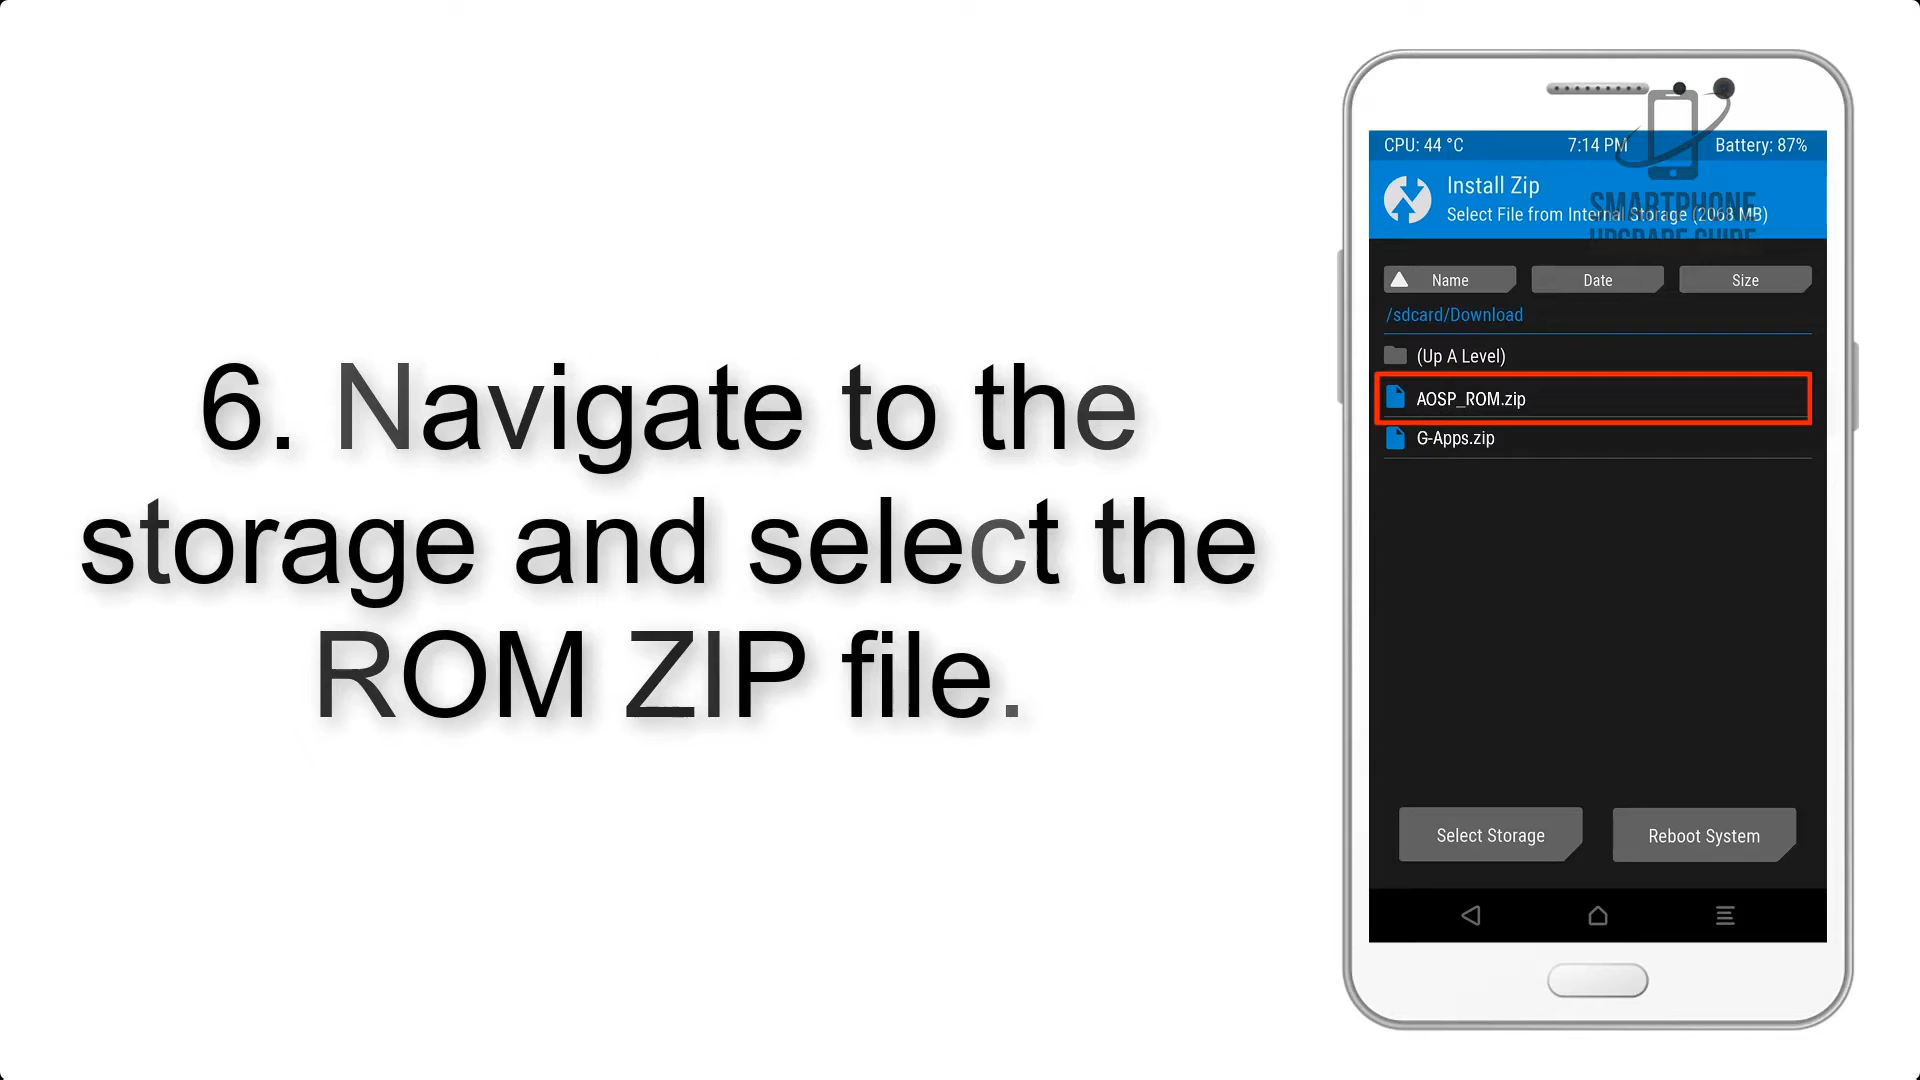 6. Navigate to the
storage and select the
ROM ZIP file.
CPU: 44 °C 7:14 PM Battery: 87%
Install Zip
Select File from Internal Storage (2068 MB)
SMARTPHONE
UPGRADE GUIDE
Name Date Size
/sdcard/Download
(Up A Level)
AOSP_ROM.zip
G-Apps.zip
Select Storage Reboot System